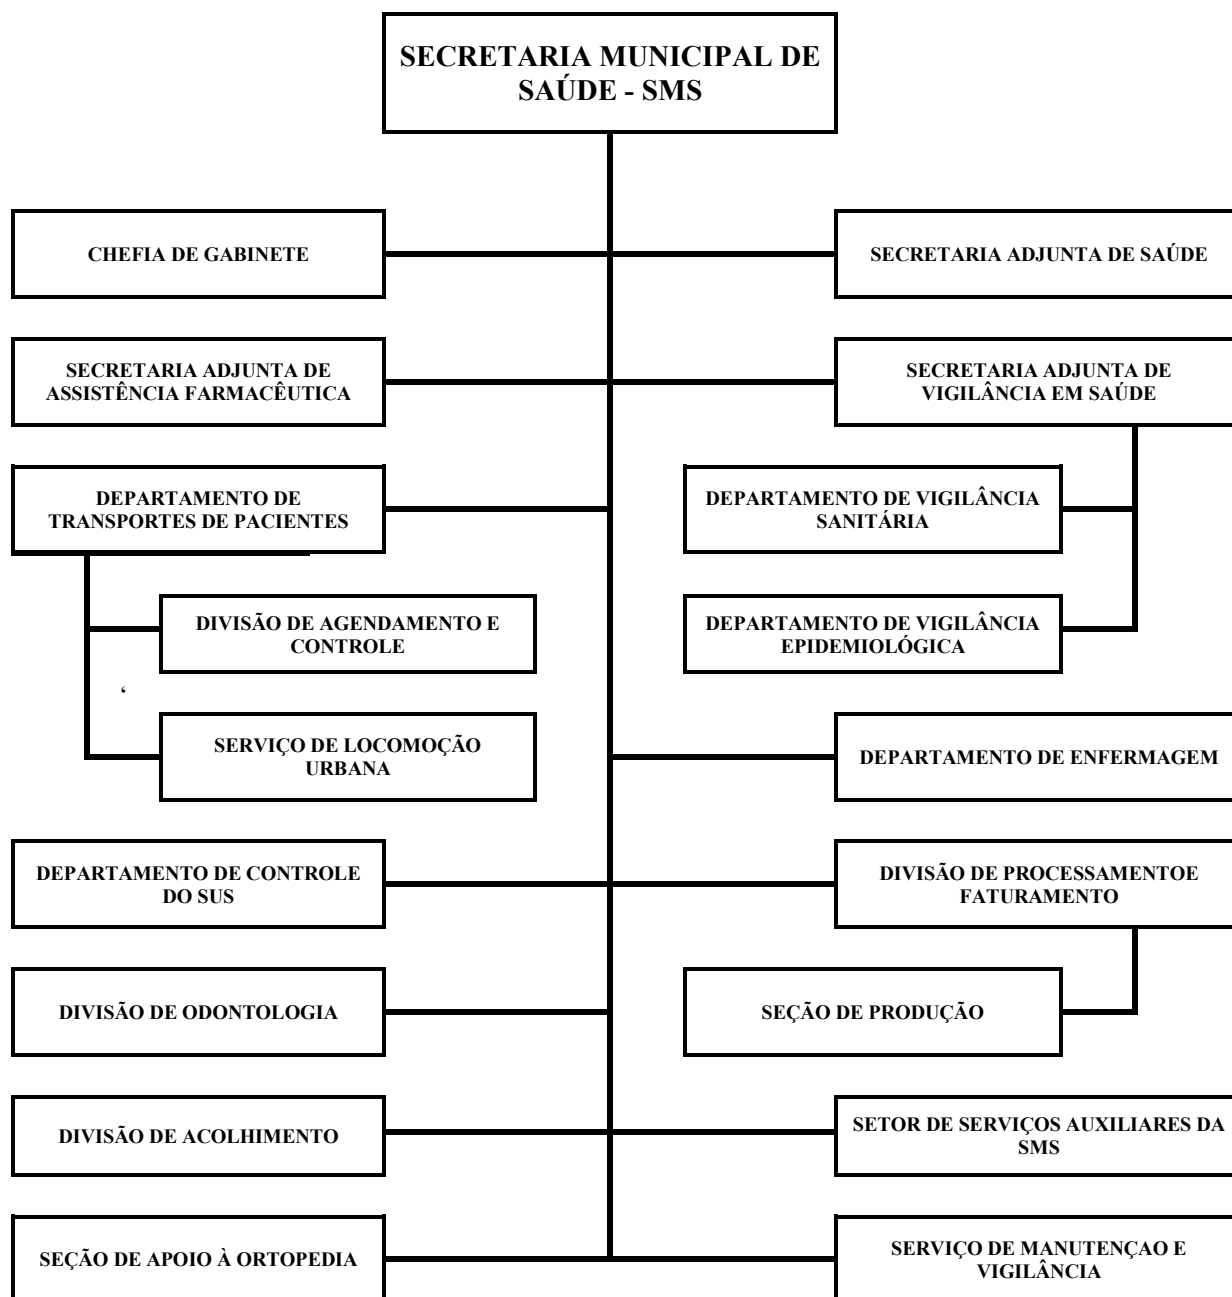 SECRETARIA MUNICIPAL DE
SAÚDE - SMS
CHEFIA DE GABINETE
SECRETARIA ADJUNTA DE SAÚDE
SECRETARIA ADJUNTA DE
ASSISTÊNCIA FARMACÊUTICA
SECRETARIA ADJUNTA DE
VIGILÂNCIA EM SAÚDE
DEPARTAMENTO DE
TRANSPORTES DE PACIENTES
DEPARTAMENTO DE VIGILÂNCIA
SANITÁRIA
DIVISÃO DE AGENDAMENTO E
CONTROLE
DEPARTAMENTO DE VIGILÂNCIA
EPIDEMIOLÓGICA
‘
SERVIÇO DE LOCOMOÇÃO
URBANA
DEPARTAMENTO DE ENFERMAGEM
DEPARTAMENTO DE CONTROLE
DO SUS
DIVISÃO DE PROCESSAMENTOE
FATURAMENTO
DIVISÃO DE ODONTOLOGIA
SEÇÃO DE PRODUÇÃO
DIVISÃO DE ACOLHIMENTO
SETOR DE SERVIÇOS AUXILIARES DA
SMS
SEÇÃO DE APOIO À ORTOPEDIA
SERVIÇO DE MANUTENÇAO E
VIGILÂNCIA